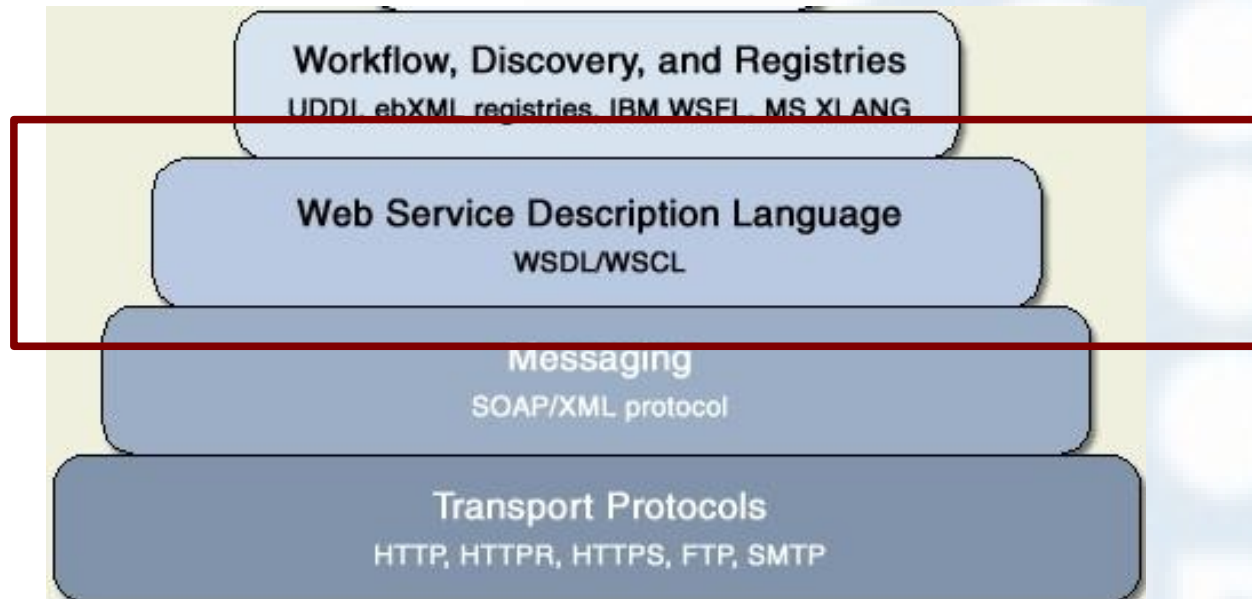 Workflow, Discovery, and Registries
UDDI, ebXML registries, IBM WSFL, MS XLANG
Web Service Description Language
WSDL/WSCL
Messaging
SOAP/XML protocol
Transport Protocols
HTTP, HTTPR, HTTPS, FTP, SMTP